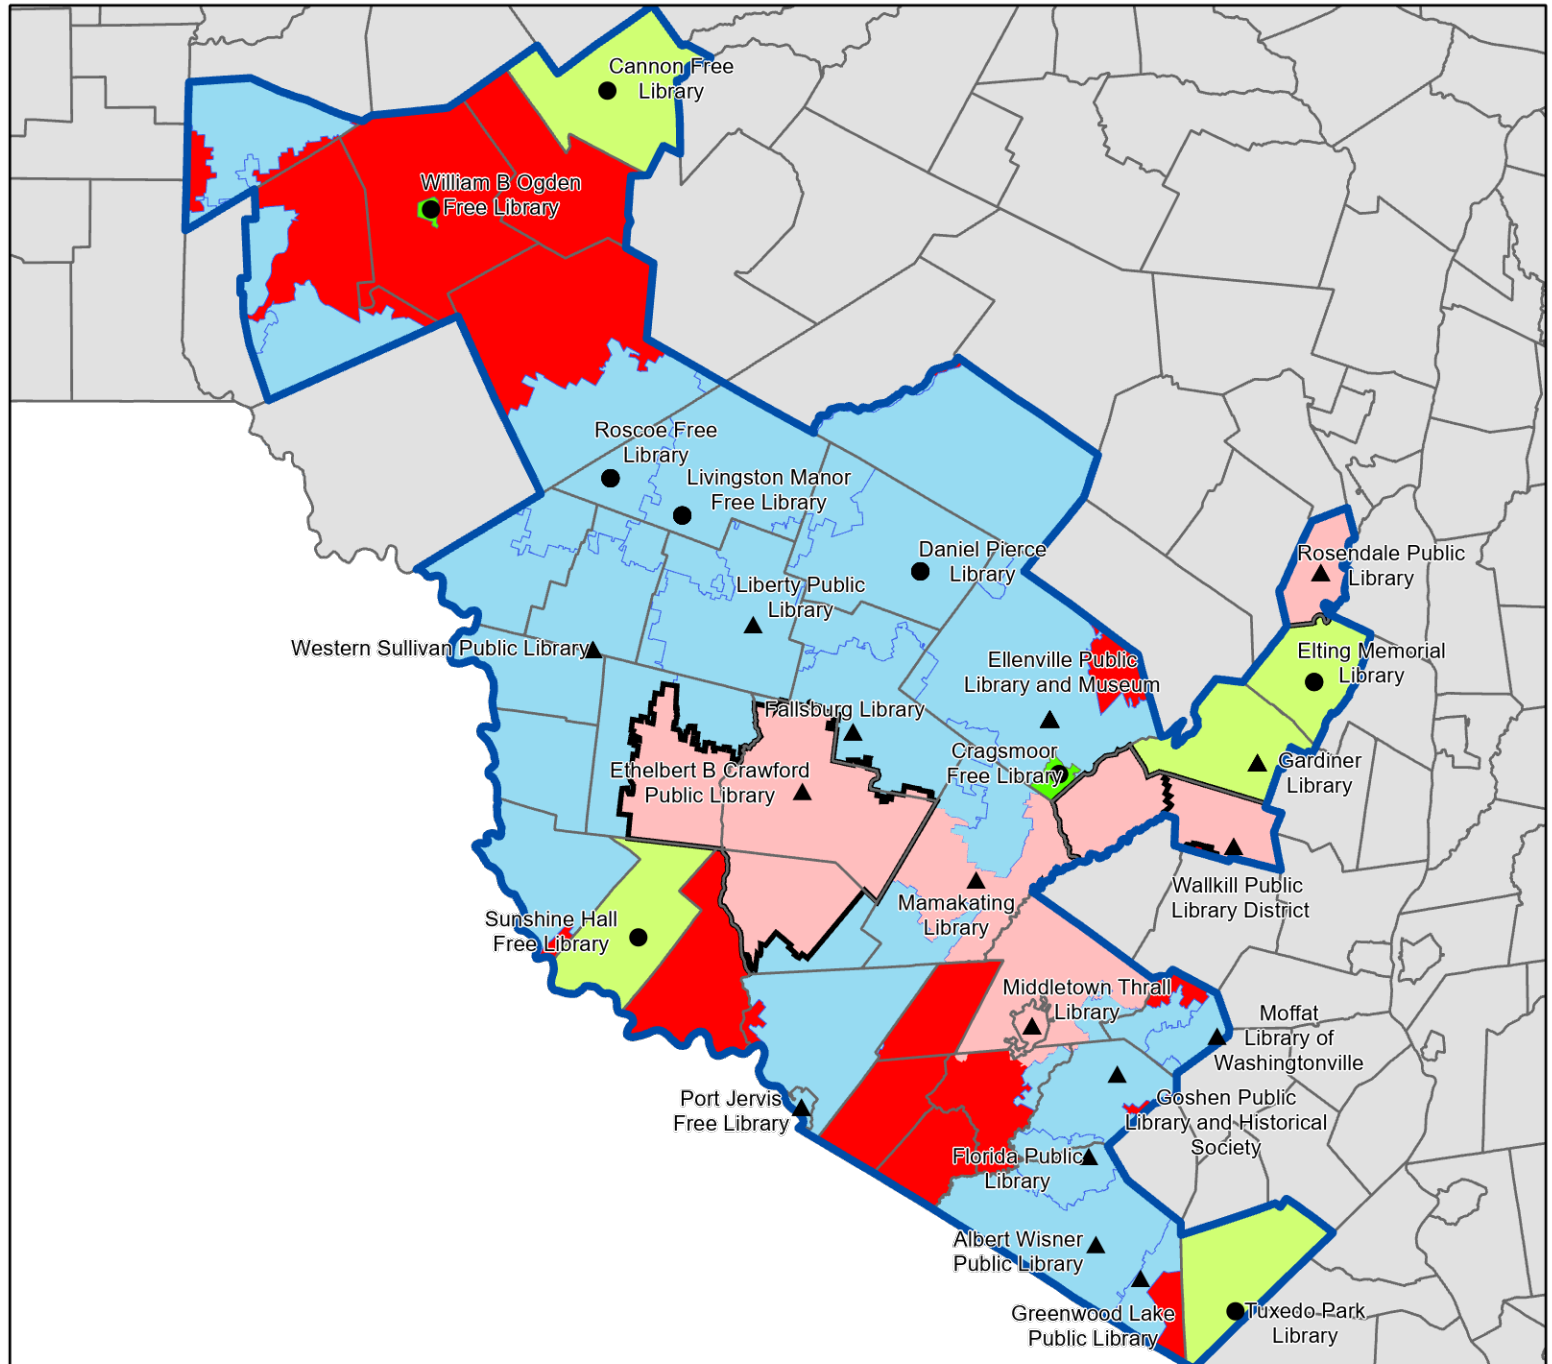 Cannon Free
Library
William B Ogden
Free Library
Roscoe Free
Library
Livingston Manor
Free Library
Daniel Pierce
Library
Rosendale Public
Library
Liberty Public
Library
Western Sullivan Public Library
Ellenville Public
Library and Museum
Elting Memorial
Library
Fallsburg Library
Cragsmoor
Free Library
Gardiner
Library
Ethelbert B Crawford
Public Library
Mamakating
Library
Wallkill Public
Library District
Sunshine Hall
Free Library
Middletown Thrall
Library
Moffat
Library of
Washingtonville
Port Jervis
Free Library
Goshen Public
Library and Historical
Society
Florida Public
Library
Albert Wisner
Public Library
Greenwood Lake
Public Library
Tuxedo Park
Library